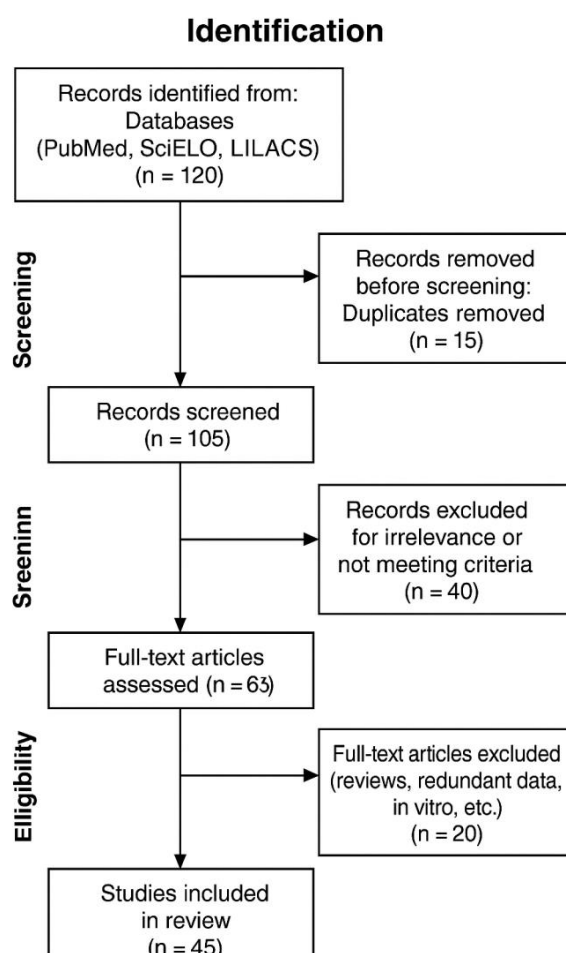 Identification
Records identified from:
Databases
(PubMed, SciELO, LILACS)
(n = 120)
Screening
Records removed
before screening:
Duplicates removed
(n = 15)
Records screened
(n = 105)
Sreeninn
Records excluded
for irrelevance or
not meeting criteria
(n = 40)
Full-text articles
assessed (n = 63)
Elligibility
Full-text articles excluded
(reviews, redundant data,
in vitro, etc.)
(n = 20)
Studies included
in review
(n = 45)